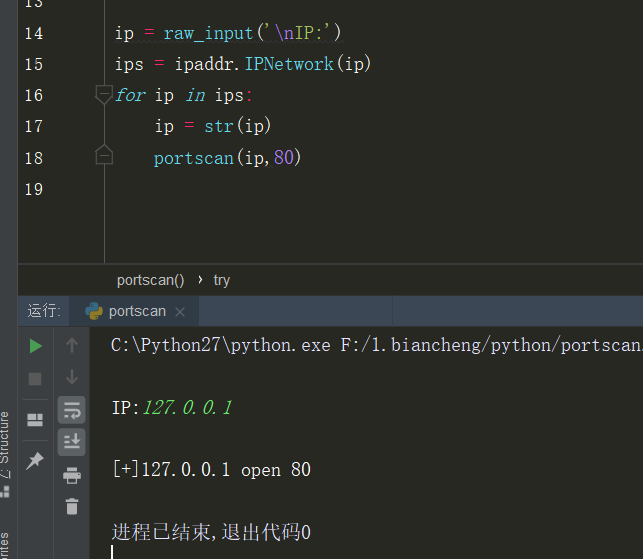 13
14 ip = raw_input('\nIP:')
15 ips = ipaddr.IPNetwork(ip)
16 for ip in ips:
17 ip = str(ip)
18 portscan(ip,80)
19
portscan() › try
运行: portscan ×
C:\Python27\python.exe F:/1.biancheng/python/portscan.
IP:127.0.0.1
[+]127.0.0.1 open 80
进程已结束,退出代码0
Z: Structure
rites